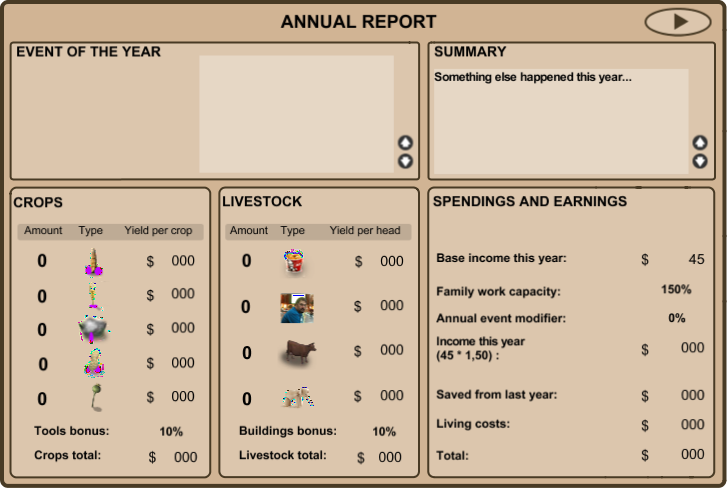 ANNUAL REPORT
EVENT OF THE YEAR
SUMMARY
Something else happened this year...
CROPS
Amount Type Yield per crop
0 $ 000
0 $ 000
0 $ 000
0 $ 000
0 $ 000
Tools bonus: 10%
Crops total: $ 000
LIVESTOCK
Amount Type Yield per head
0 $ 000
0 $ 000
0 $ 000
0 $ 000
Buildings bonus: 10%
Livestock total: $ 000
SPENDINGS AND EARNINGS
Base income this year: $ 45
Family work capacity: 150%
Annual event modifier: 0%
Income this year
(45 * 1,50) : $ 000
Saved from last year: $ 000
Living costs: $ 000
Total: $ 000